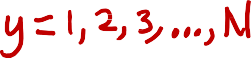 y = 1, 2, 3, ..., N